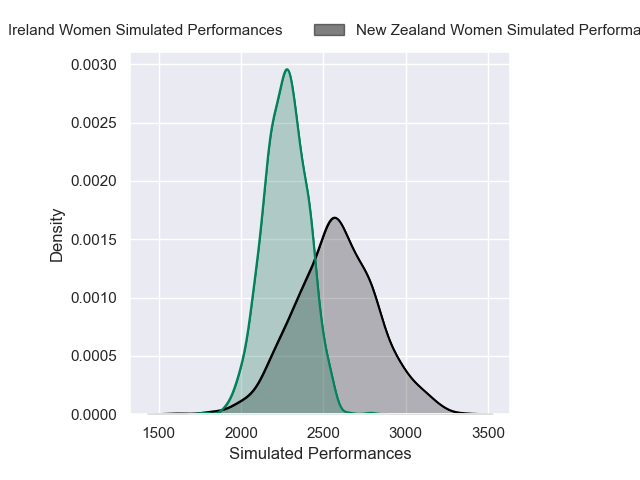 Ireland Women Simulated Performances New Zealand Women Simulated
0.0030
0.0025
0.0020
0.0015
0.0010
0.0005
0.0000
Density
1500 2000 2500 3000 3500
Simulated Performances